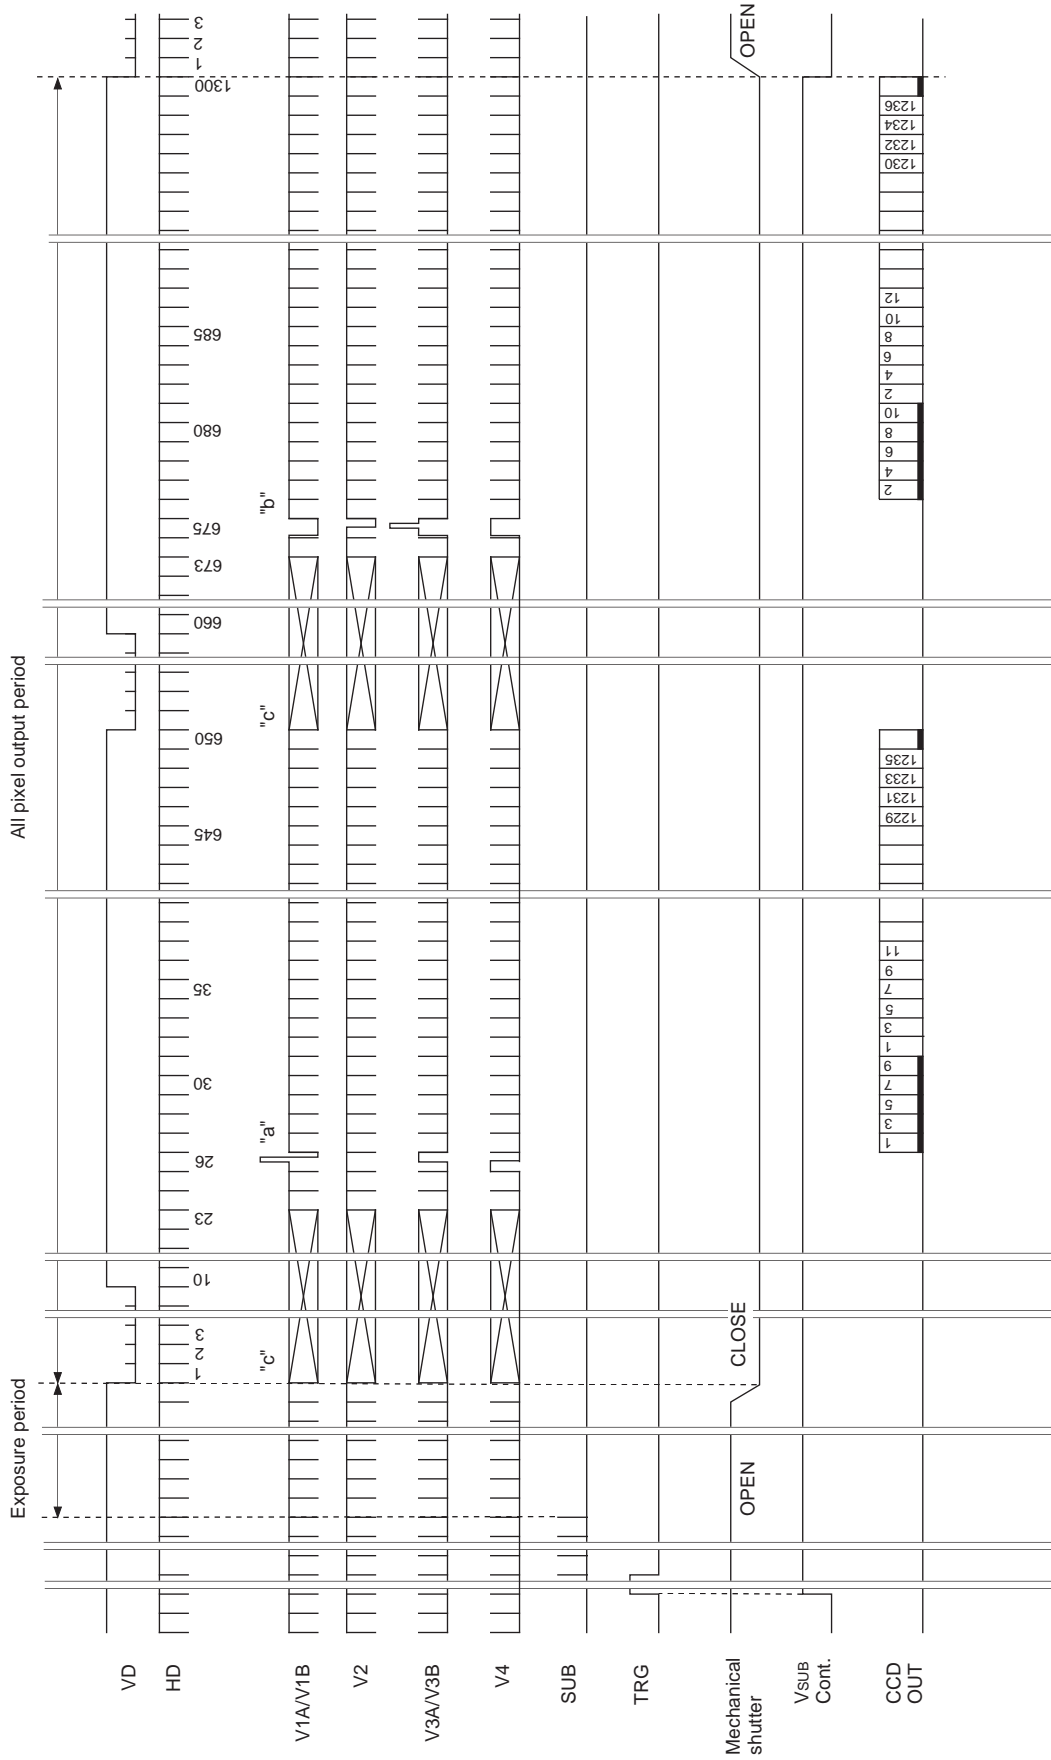 Exposure period
All pixel output period
VD
HD
1
2
3
10
23
26
30
35
645
650
660
673
675
680
685
1300
1
2
3
"c"
"a"
"c"
"b"
V1A/V1B
V2
V3A/V3B
V4
SUB
TRG
Mechanical
shutter
OPEN
CLOSE
OPEN
VSUB
Cont.
CCD
OUT
1
3
5
7
9
1
3
5
7
9
11
1229
1231
1233
1235
2
4
6
8
10
2
4
6
8
10
12
1230
1232
1234
1236